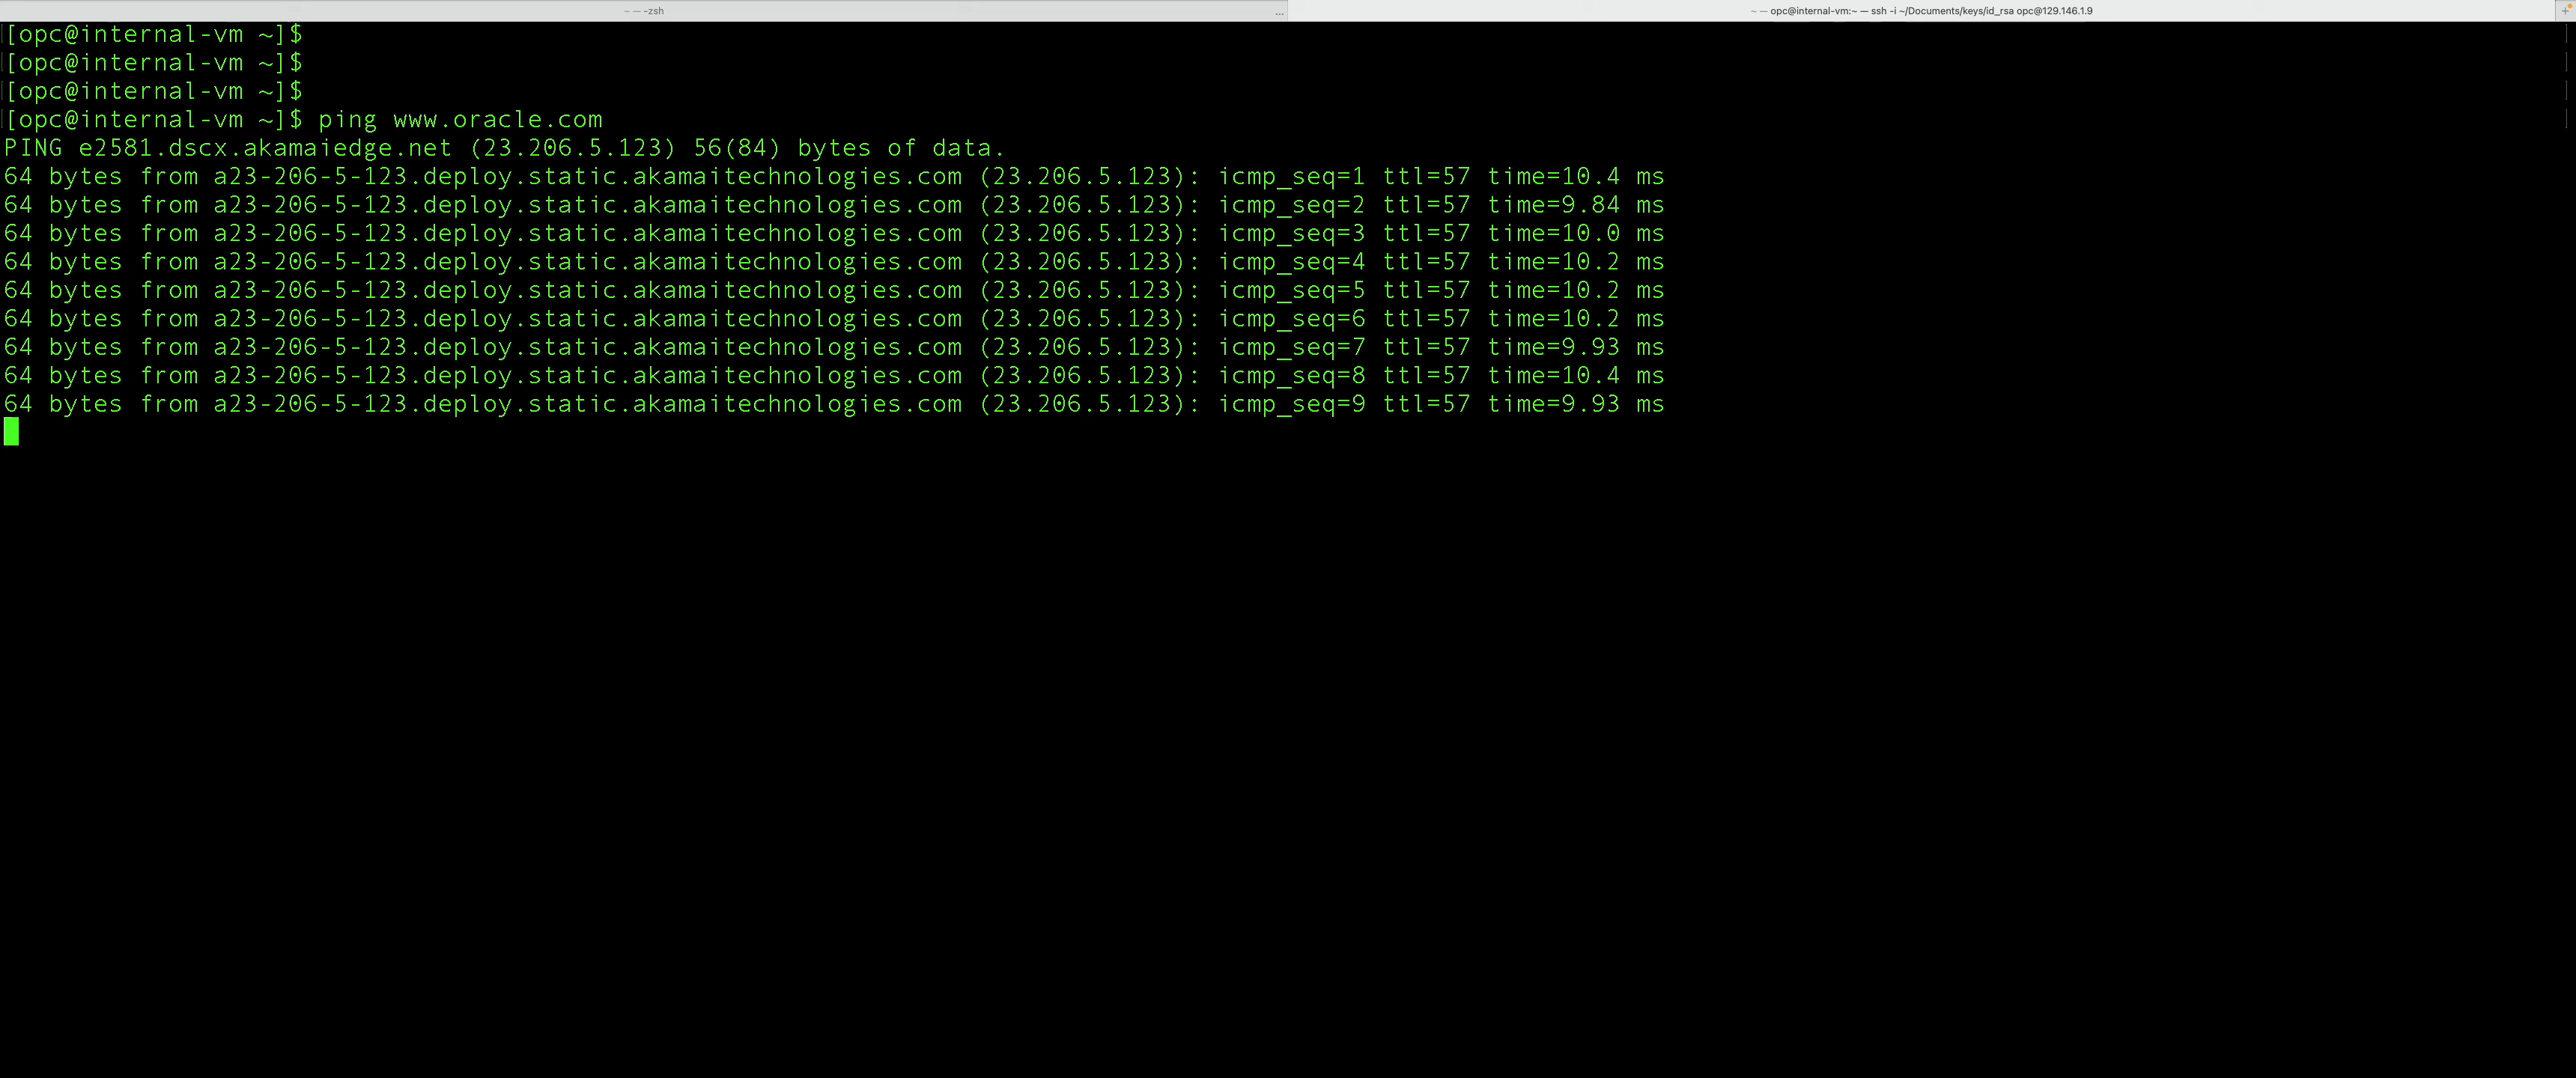 ~ — -zsh
...
~ — opc@internal-vm:~ — ssh -i ~/Documents/keys/id_rsa opc@129.146.1.9
+
[opc@internal-vm ~]$
[opc@internal-vm ~]$
[opc@internal-vm ~]$
[opc@internal-vm ~]$ ping www.oracle.com
PING e2581.dscx.akamaiedge.net (23.206.5.123) 56(84) bytes of data.
64 bytes from a23-206-5-123.deploy.static.akamaitechnologies.com (23.206.5.123): icmp_seq=1 ttl=57 time=10.4 ms
64 bytes from a23-206-5-123.deploy.static.akamaitechnologies.com (23.206.5.123): icmp_seq=2 ttl=57 time=9.84 ms
64 bytes from a23-206-5-123.deploy.static.akamaitechnologies.com (23.206.5.123): icmp_seq=3 ttl=57 time=10.0 ms
64 bytes from a23-206-5-123.deploy.static.akamaitechnologies.com (23.206.5.123): icmp_seq=4 ttl=57 time=10.2 ms
64 bytes from a23-206-5-123.deploy.static.akamaitechnologies.com (23.206.5.123): icmp_seq=5 ttl=57 time=10.2 ms
64 bytes from a23-206-5-123.deploy.static.akamaitechnologies.com (23.206.5.123): icmp_seq=6 ttl=57 time=10.2 ms
64 bytes from a23-206-5-123.deploy.static.akamaitechnologies.com (23.206.5.123): icmp_seq=7 ttl=57 time=9.93 ms
64 bytes from a23-206-5-123.deploy.static.akamaitechnologies.com (23.206.5.123): icmp_seq=8 ttl=57 time=10.4 ms
64 bytes from a23-206-5-123.deploy.static.akamaitechnologies.com (23.206.5.123): icmp_seq=9 ttl=57 time=9.93 ms